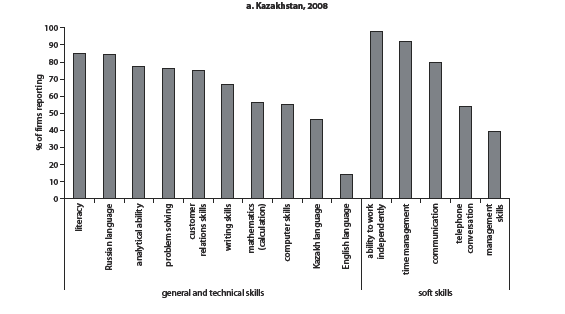 a. Kazakhstan, 2008
% of firms reporting
100
90
80
70
60
50
40
30
20
10
0
literacy
Russian language
analytical ability
problem solving
customer
relations skills
writing skills
mathematics
(calculation)
computer skills
Kazakh language
English language
ability to work
independently
time management
communication
telephone
conversation
management
skills
general and technical skills
soft skills